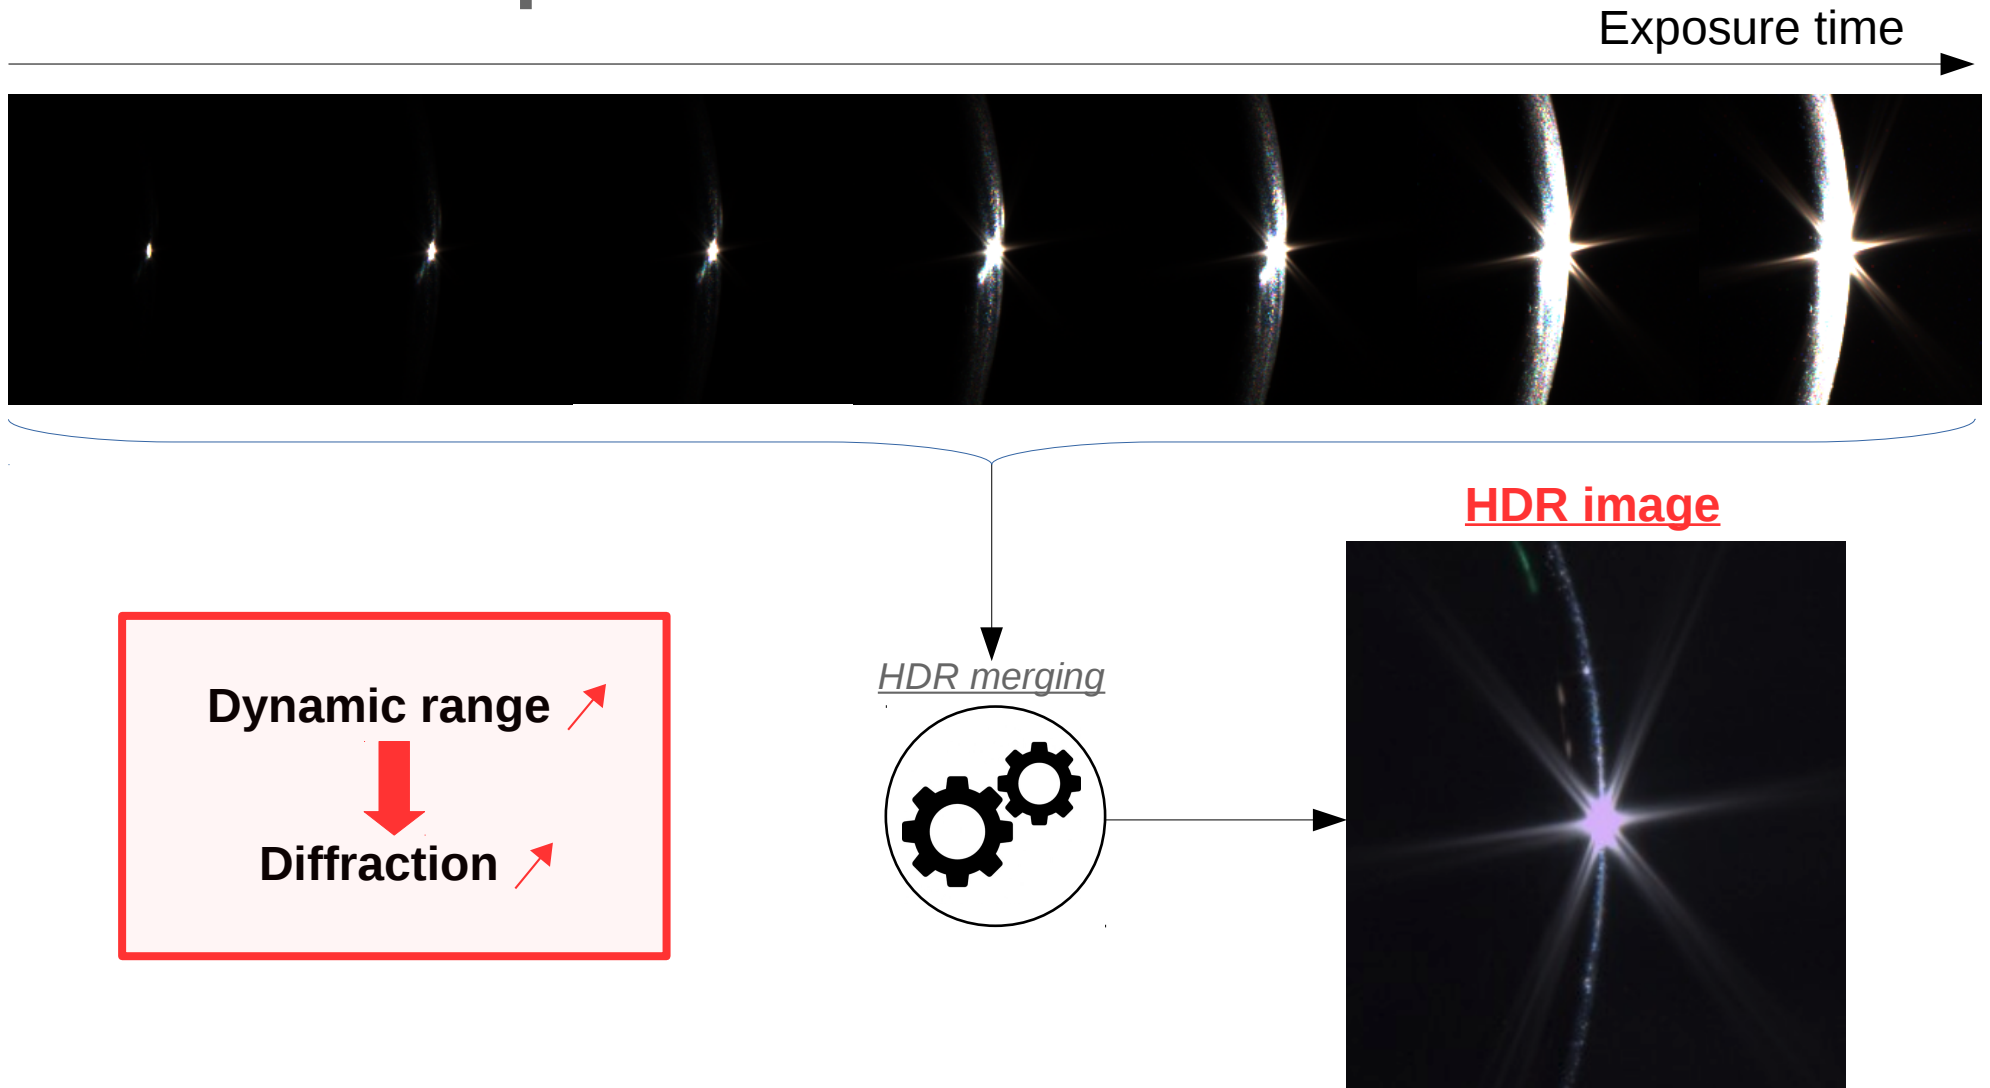 Exposure time
HDR image
HDR merging
Dynamic range
Diffraction